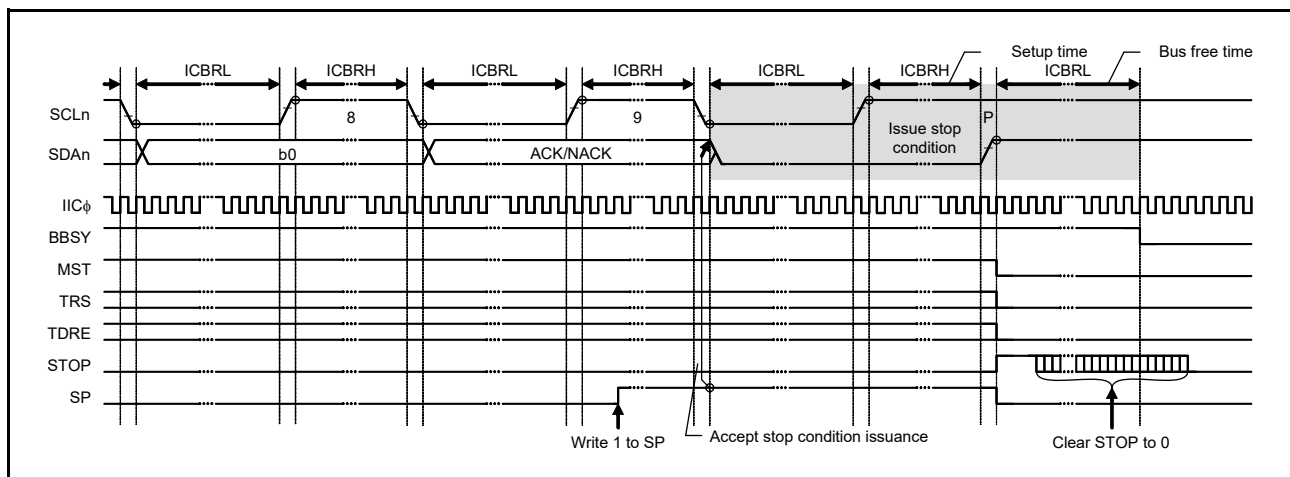 Setup time
Bus free time
ICBRL
ICBRH
ICBRL
ICBRH
ICBRL
ICBRH
ICBRL
SCLn
8
9
Issue stop
condition
P
SDAn
b0
ACK/NACK
IICϕ
BBSY
MST
TRS
TDRE
STOP
SP
Write 1 to SP
Accept stop condition issuance
Clear STOP to 0